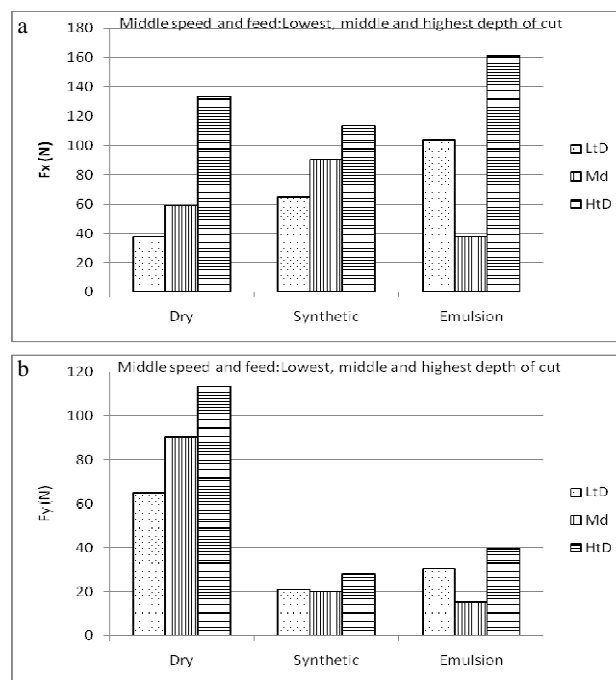 a
Middle speed and feed:Lowest, middle and highest depth of cut
180
160
140
120
100
80
60
40
20
0
Fx (N)
Dry
Synthetic
Emulsion
LtD
Md
HtD
b
Middle speed and feed:Lowest, middle and highest depth of cut
120
100
80
60
40
20
0
Fy (N)
Dry
Synthetic
Emulsion
LtD
Md
HtD